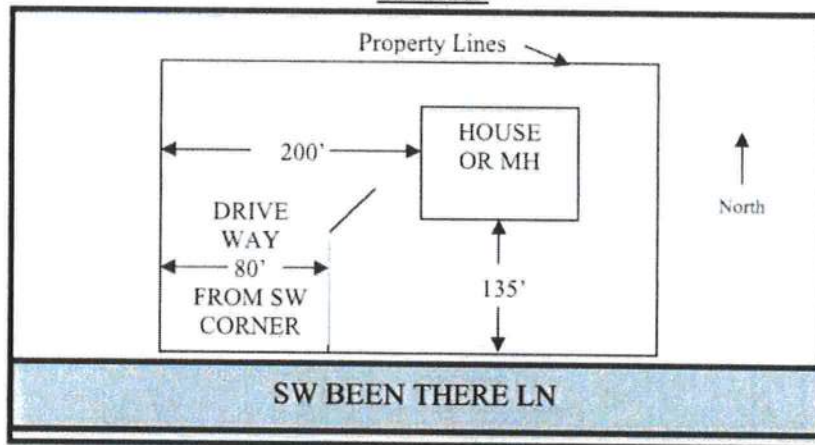 Property Lines
HOUSE
OR MH
200'
North
DRIVE
WAY
80'
FROM SW
CORNER
135'
SW BEEN THERE LN